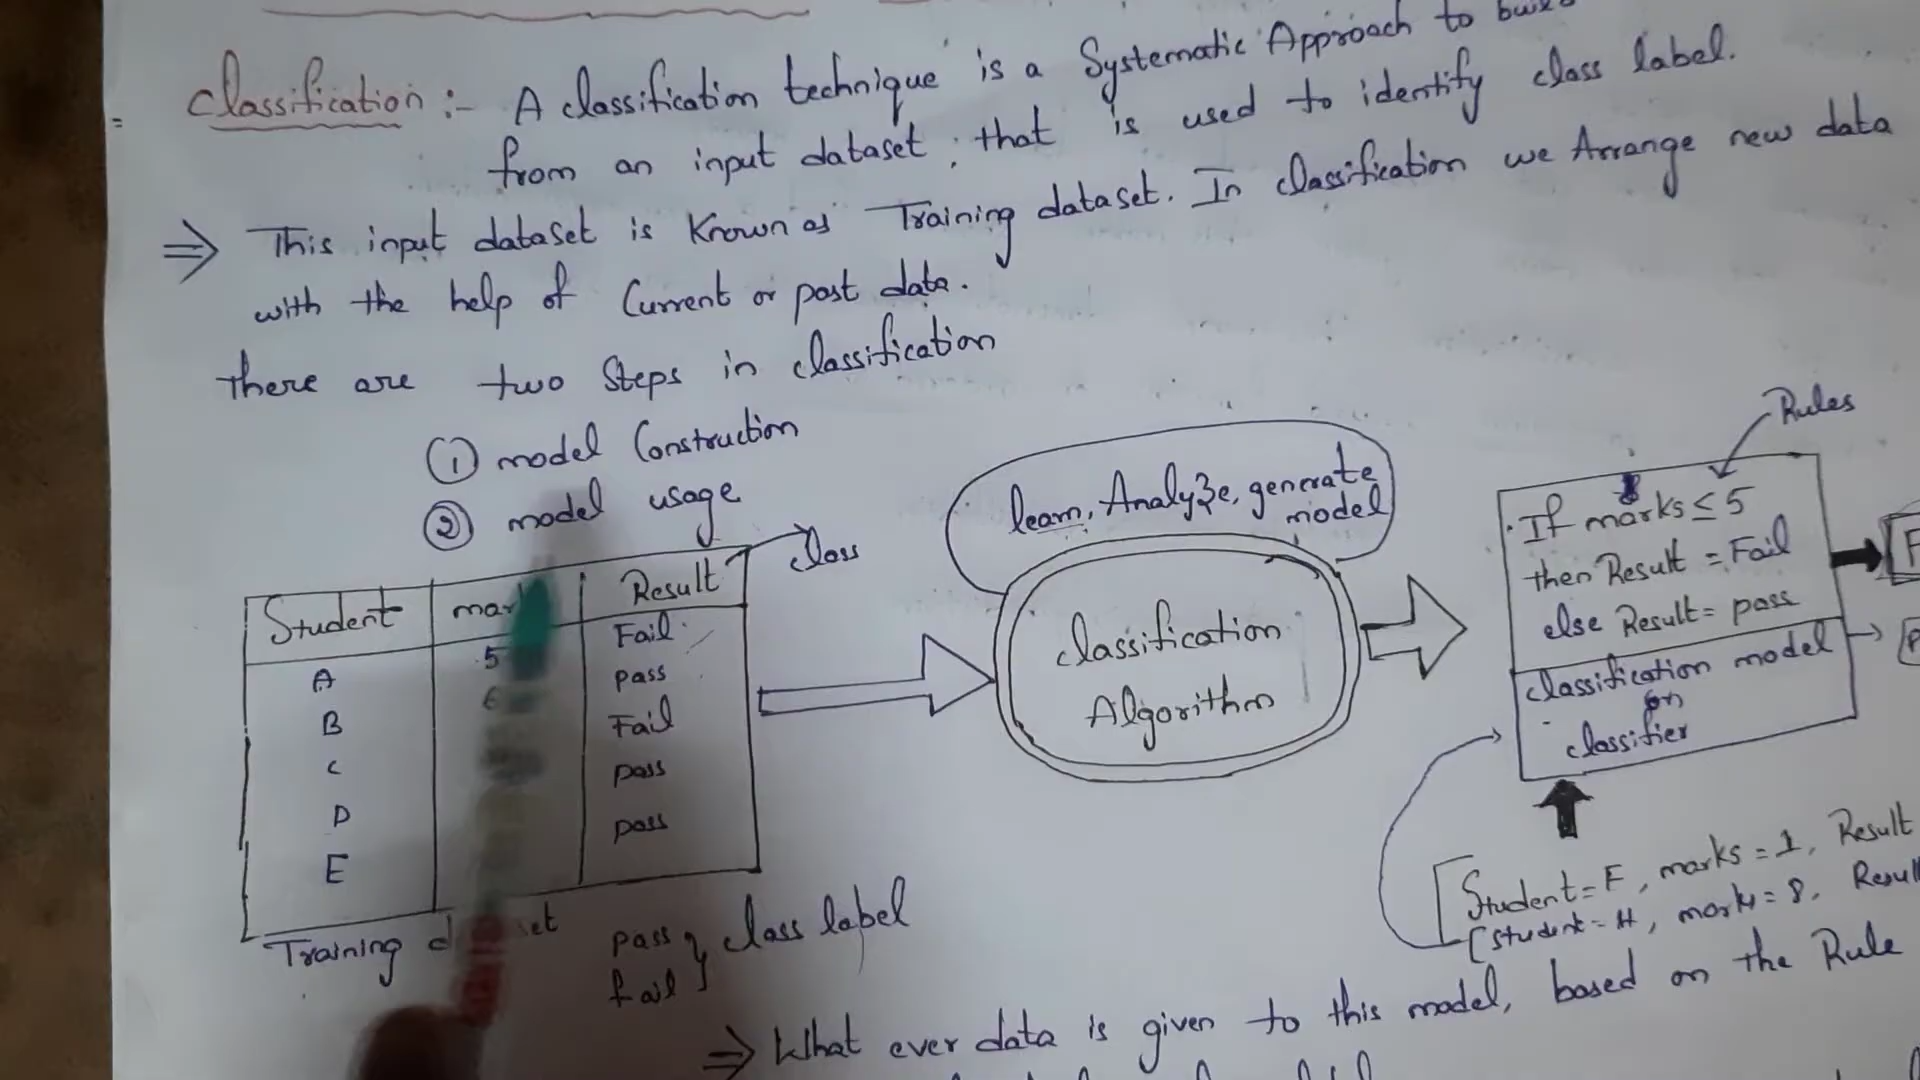 Classification :- A classification technique is a Systematic Approach to build
from an input dataset, that is used to identify class label.
⇒ This input dataset is Known as Training dataset. In classification we Arrange new data
with the help of Current or past data.
there are two Steps in classification
① model Construction
② model usage
class
Student Result
A 5 Fail
B 6 pass
C Fail
D pass
E pass
Training
pass } class label
fail
learn, Analyze, generate
model
classification
Algorithm
Rules
If marks ≤ 5
then Result = Fail
else Result = pass
classification model
or
classifier
F
P
Student = F, marks = 1, Result
Student = H, mark = 8, Result
⇒ What ever data is given to this model, based on the Rule